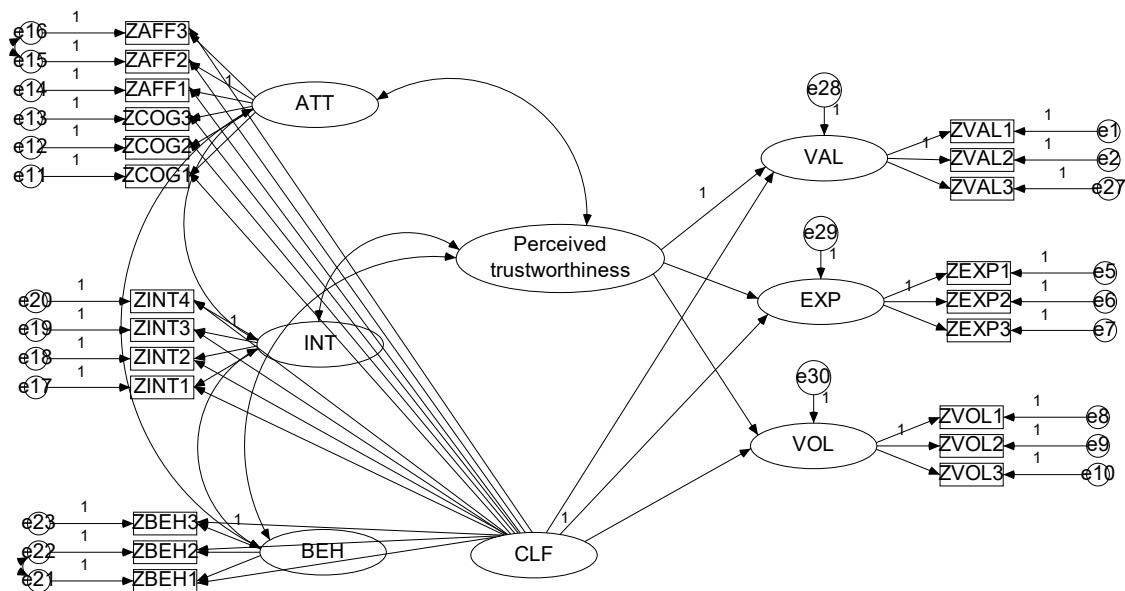 e16 1 ZAFF3
e15 1 ZAFF2
e14 1 ZAFF1
e13 1 ZCOG3
e12 1 ZCOG2
e11 1 ZCOG1
1
ATT
e20 1 ZINT4
e19 1 ZINT3
e18 1 ZINT2
e17 1 ZINT1
1
INT
e23 1 ZBEH3
e22 1 ZBEH2
e21 1 ZBEH1
1
BEH
Perceived
trustworthiness
1
CLF
1
e28
1
VAL
1
ZVAL1 1 e1
ZVAL2 1 e2
ZVAL3 1 e27
e29
1
EXP
1
ZEXP1 1 e5
ZEXP2 1 e6
ZEXP3 1 e7
e30
1
VOL
1
ZVOL1 1 e8
ZVOL2 1 e9
ZVOL3 1 e10